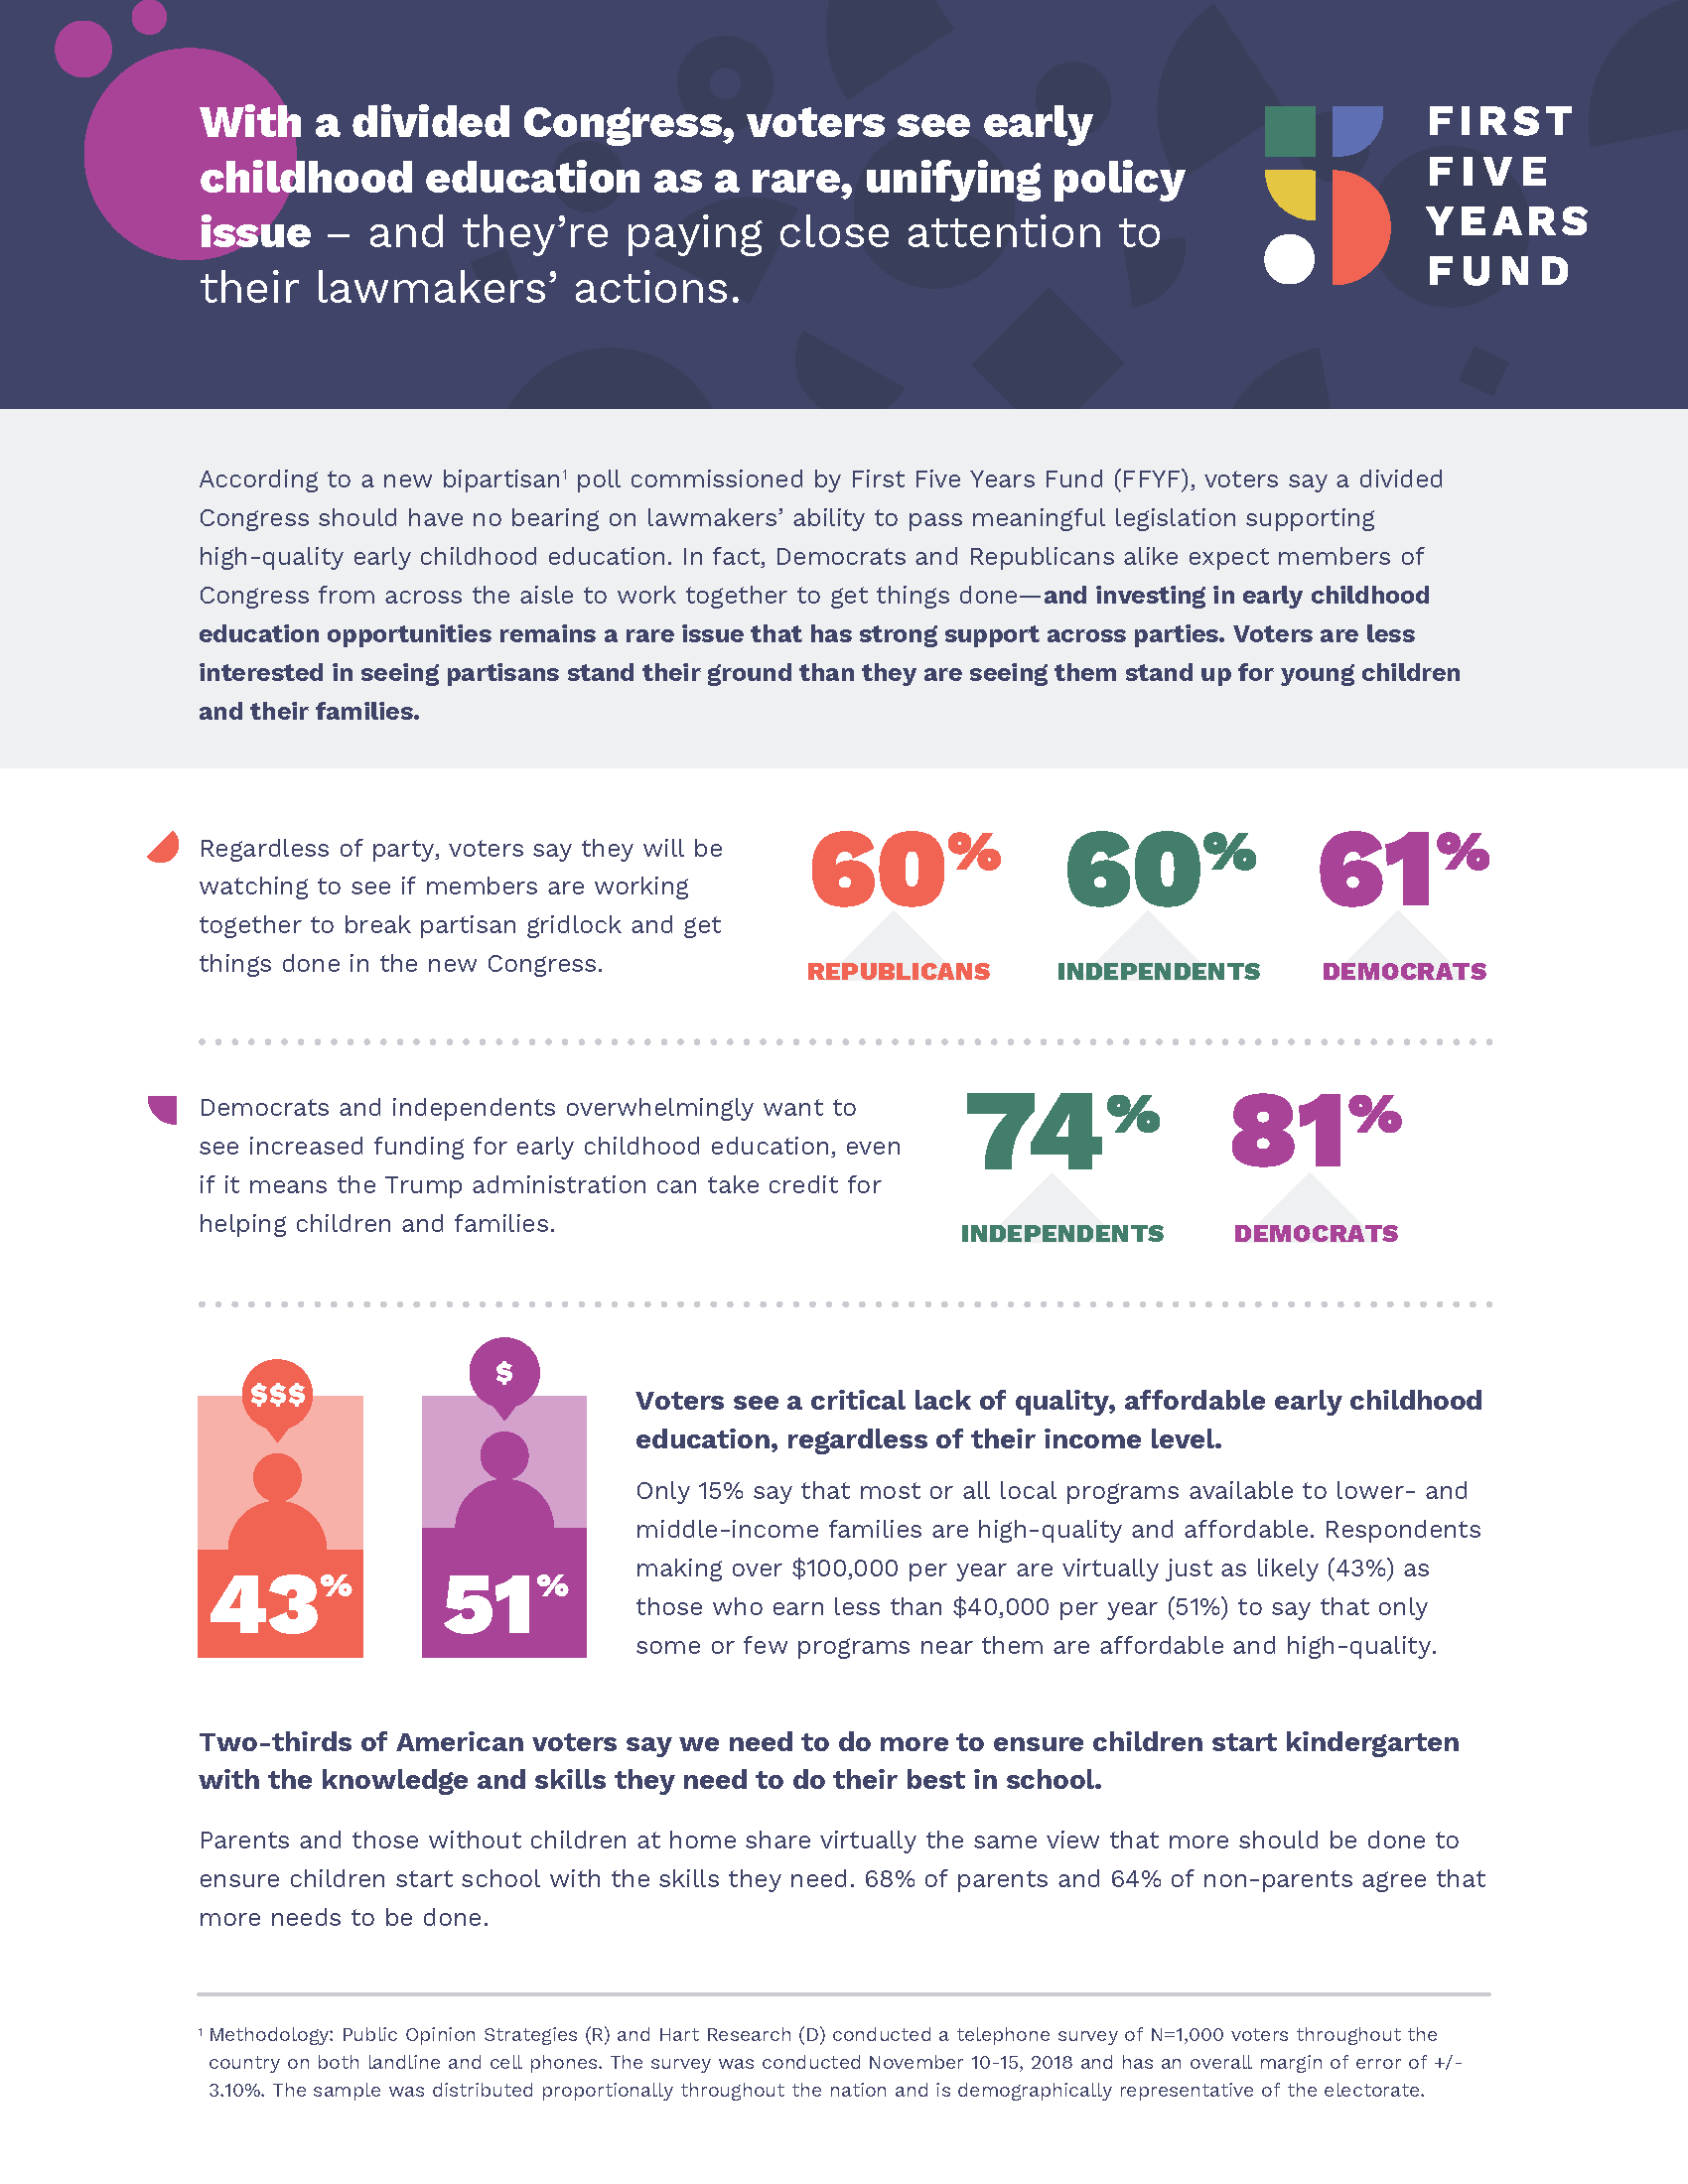 With a divided Congress, voters see early
childhood education as a rare, unifying policy
issue – and they’re paying close attention to
their lawmakers’ actions.
FIRST
FIVE
YEARS
FUND
According to a new bipartisan¹ poll commissioned by First Five Years Fund (FFYF), voters say a divided
Congress should have no bearing on lawmakers’ ability to pass meaningful legislation supporting
high-quality early childhood education. In fact, Democrats and Republicans alike expect members of
Congress from across the aisle to work together to get things done—and investing in early childhood
education opportunities remains a rare issue that has strong support across parties. Voters are less
interested in seeing partisans stand their ground than they are seeing them stand up for young children
and their families.
Regardless of party, voters say they will be
watching to see if members are working
together to break partisan gridlock and get
things done in the new Congress.
60% 60% 61%
REPUBLICANS INDEPENDENTS DEMOCRATS
Democrats and independents overwhelmingly want to
see increased funding for early childhood education, even
if it means the Trump administration can take credit for
helping children and families.
74% 81%
INDEPENDENTS DEMOCRATS
$$$ $
43% 51%
Voters see a critical lack of quality, affordable early childhood
education, regardless of their income level.
Only 15% say that most or all local programs available to lower- and
middle-income families are high-quality and affordable. Respondents
making over $100,000 per year are virtually just as likely (43%) as
those who earn less than $40,000 per year (51%) to say that only
some or few programs near them are affordable and high-quality.
Two-thirds of American voters say we need to do more to ensure children start kindergarten
with the knowledge and skills they need to do their best in school.
Parents and those without children at home share virtually the same view that more should be done to
ensure children start school with the skills they need. 68% of parents and 64% of non-parents agree that
more needs to be done.
¹ Methodology: Public Opinion Strategies (R) and Hart Research (D) conducted a telephone survey of N=1,000 voters throughout the
country on both landline and cell phones. The survey was conducted November 10-15, 2018 and has an overall margin of error of +/-
3.10%. The sample was distributed proportionally throughout the nation and is demographically representative of the electorate.